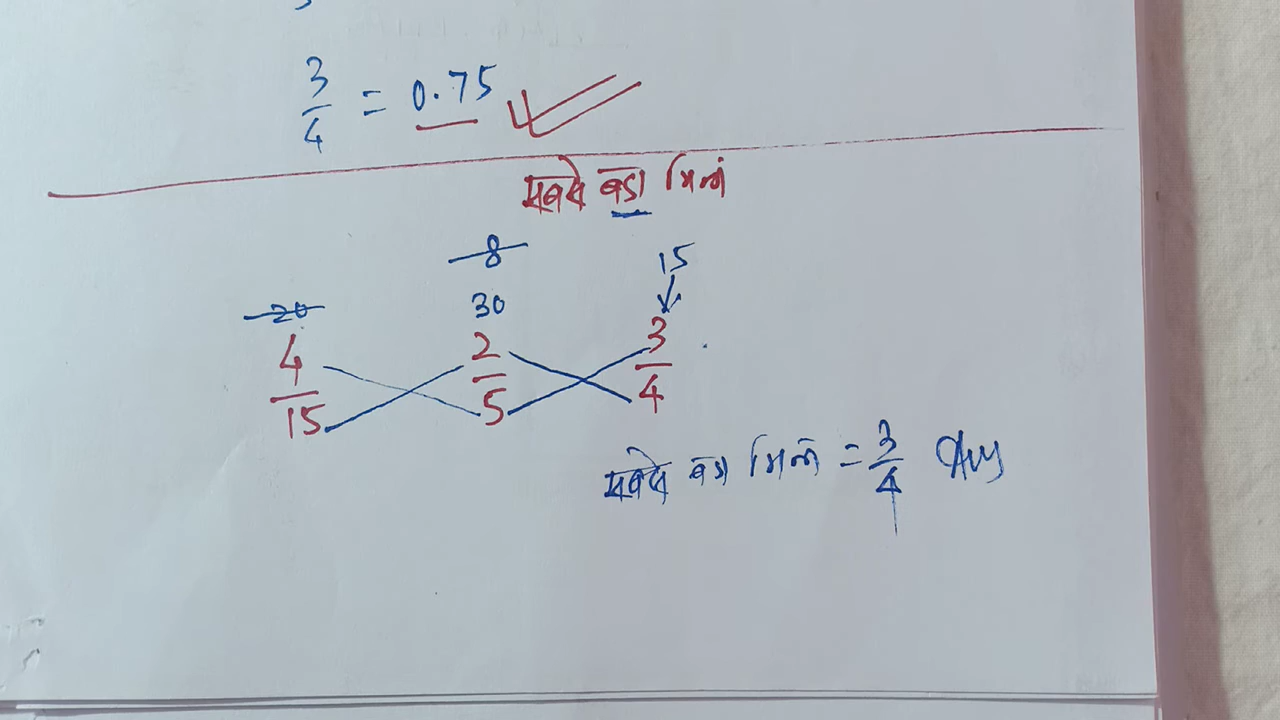 3/4 = 0.75
सबसे बडा भिन्न
8 15
20 30
4/15 2/5 3/4
सबसे बडा भिन्न = 3/4 Ans